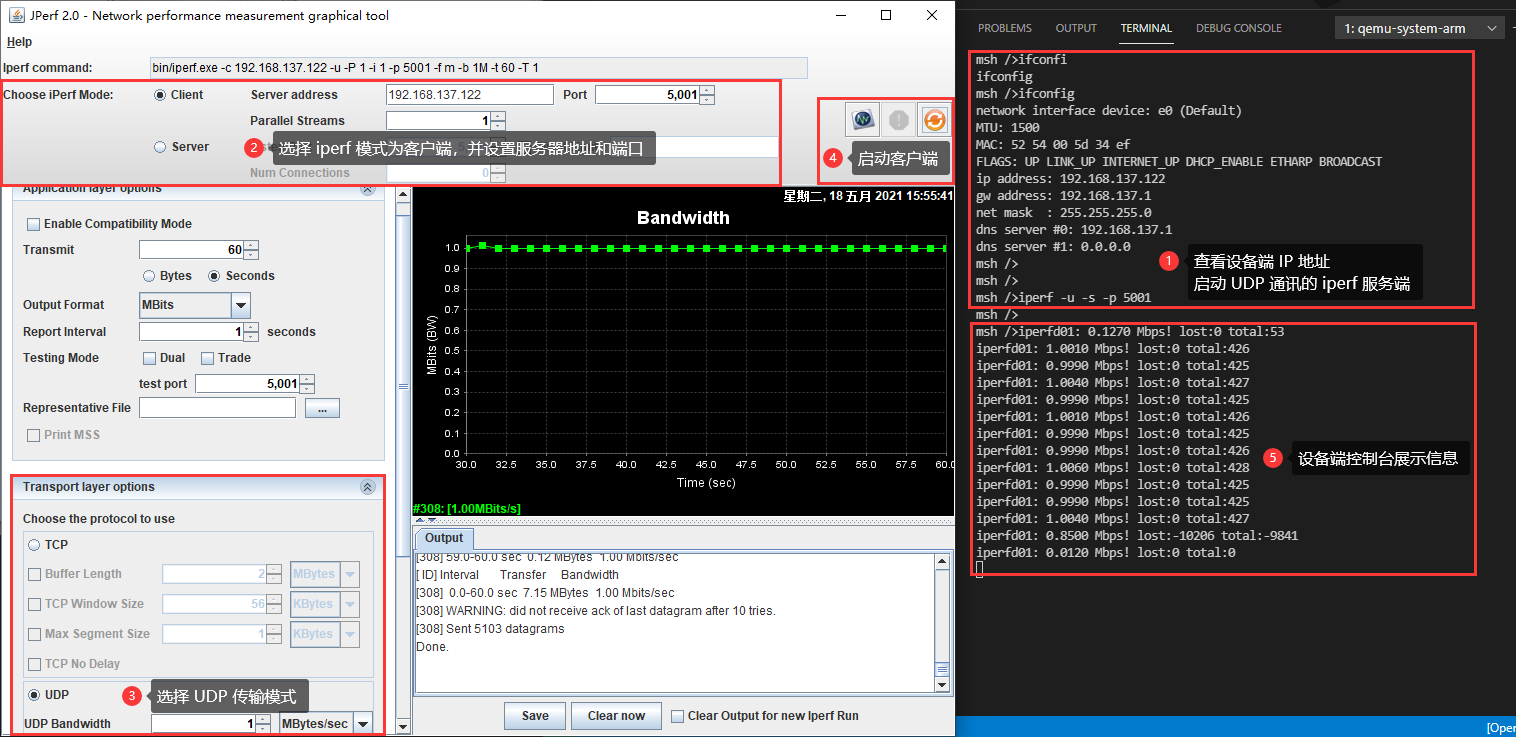 JPerf 2.0 - Network performance measurement graphical tool
Help
Iperf command:
bin/iperf.exe -c 192.168.137.122 -u -P 1 -i 1 -p 5001 -f m -b 1M -t 60 -T 1
Choose iPerf Mode:
Client
Server address
192.168.137.122
Port
5,001
Parallel Streams
1
Server
2
选择 iperf 模式为客户端，并设置服务器地址和端口
Num Connections
0
4
启动客户端
Application layer options
Enable Compatibility Mode
Transmit
60
Bytes
Seconds
Output Format
MBits
Report Interval
1
seconds
Testing Mode
Dual
Trade
test port
5,001
Representative File
...
Print MSS
Transport layer options
Choose the protocol to use
TCP
Buffer Length
2
MBytes
TCP Window Size
56
KBytes
Max Segment Size
1
KBytes
TCP No Delay
UDP
3
选择 UDP 传输模式
UDP Bandwidth
1
MBytes/sec
星期二, 18 五月 2021 15:55:41
Bandwidth
MBits (BW)
1.0
0.9
0.8
0.7
0.6
0.5
0.4
0.3
0.2
0.1
0.0
30.0 32.5 35.0 37.5 40.0 42.5 45.0 47.5 50.0 52.5 55.0 57.5 60.0
Time (sec)
#308: [1.00MBits/s]
Output
[308] 59.0-60.0 sec 0.12 MBytes 1.00 Mbits/sec
[ ID] Interval Transfer Bandwidth
[308] 0.0-60.0 sec 7.15 MBytes 1.00 Mbits/sec
[308] WARNING: did not receive ack of last datagram after 10 tries.
[308] Sent 5103 datagrams
Done.
Save
Clear now
Clear Output for new Iperf Run
PROBLEMS
OUTPUT
TERMINAL
DEBUG CONSOLE
1: qemu-system-arm
msh />ifconfi
ifconfig
msh />ifconfig
network interface device: e0 (Default)
MTU: 1500
MAC: 52 54 00 5d 34 ef
FLAGS: UP LINK_UP INTERNET_UP DHCP_ENABLE ETHARP BROADCAST
ip address: 192.168.137.122
gw address: 192.168.137.1
net mask  : 255.255.255.0
dns server #0: 192.168.137.1
dns server #1: 0.0.0.0
msh />
msh />
msh />iperf -u -s -p 5001
1
查看设备端 IP 地址
启动 UDP 通讯的 iperf 服务端
msh />
msh />iperfd01: 0.1270 Mbps! lost:0 total:53
iperfd01: 1.0010 Mbps! lost:0 total:426
iperfd01: 0.9990 Mbps! lost:0 total:425
iperfd01: 1.0040 Mbps! lost:0 total:427
iperfd01: 0.9990 Mbps! lost:0 total:425
iperfd01: 1.0010 Mbps! lost:0 total:426
iperfd01: 0.9990 Mbps! lost:0 total:425
iperfd01: 0.9990 Mbps! lost:0 total:426
iperfd01: 1.0060 Mbps! lost:0 total:428
iperfd01: 0.9990 Mbps! lost:0 total:425
iperfd01: 0.9990 Mbps! lost:0 total:425
iperfd01: 1.0040 Mbps! lost:0 total:427
iperfd01: 0.8500 Mbps! lost:-10206 total:-9841
iperfd01: 0.0120 Mbps! lost:0 total:0
5
设备端控制台展示信息